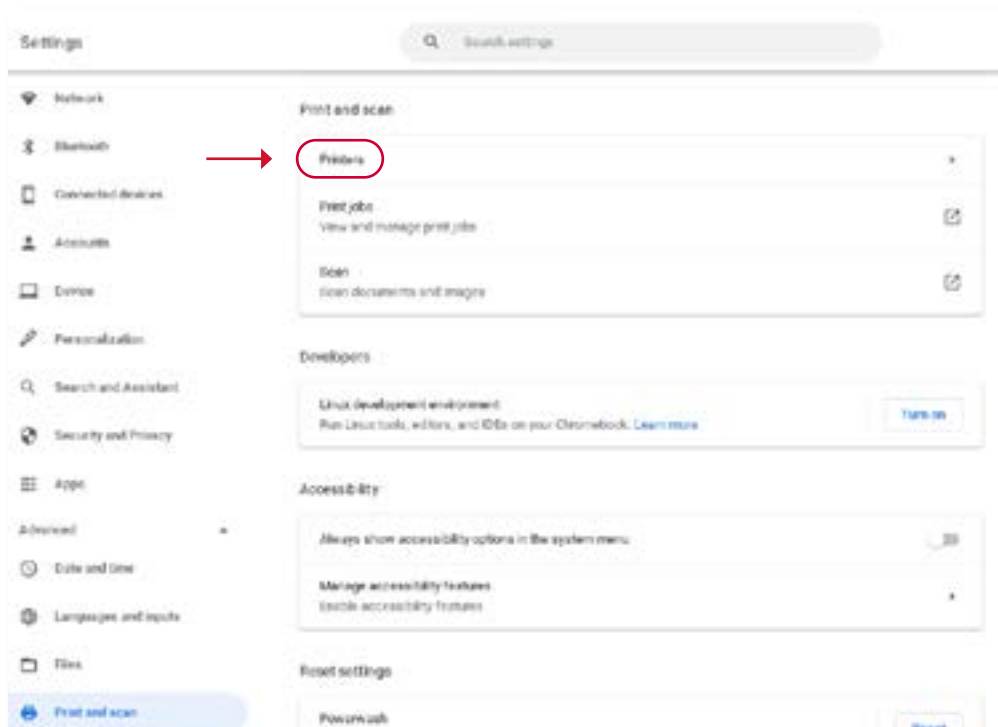 Settings
Search settings
Network
Bluetooth
Connected devices
Accounts
Device
Personalization
Search and Assistant
Security and Privacy
Apps
Advanced
Date and time
Languages and inputs
Files
Print and scan
Print and scan
Printers
Print jobs
View and manage print jobs
Scan
Scan documents and images
Developers
Linux development environment
Run Linux tools, editors, and IDEs on your Chromebook. Learn more
Turn on
Accessibility
Always show accessibility options in the system menu
Manage accessibility features
Enable accessibility features
Reset settings
Powerwash
Reset